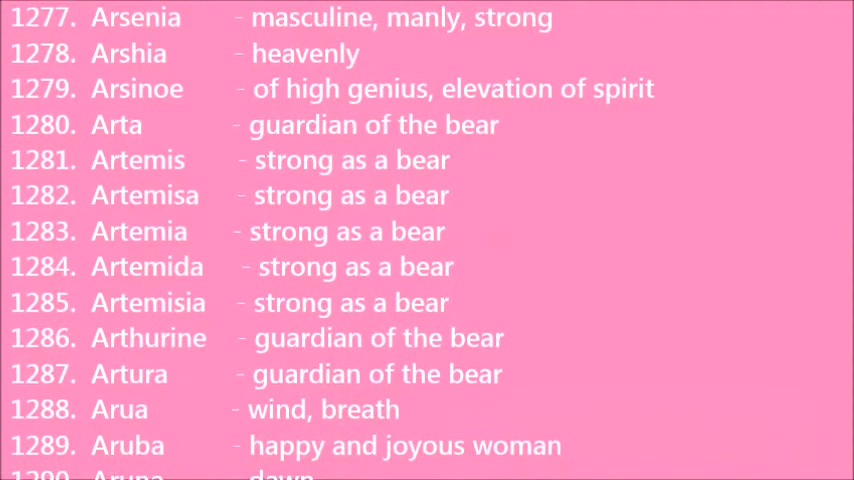 1277. Arsenia - masculine, manly, strong
1278. Arshia - heavenly
1279. Arsinoe - of high genius, elevation of spirit
1280. Arta - guardian of the bear
1281. Artemis - strong as a bear
1282. Artemisa - strong as a bear
1283. Artemia - strong as a bear
1284. Artemida - strong as a bear
1285. Artemisia - strong as a bear
1286. Arthurine - guardian of the bear
1287. Artura - guardian of the bear
1288. Arua - wind, breath
1289. Aruba - happy and joyous woman
1290. Aruna - dawn